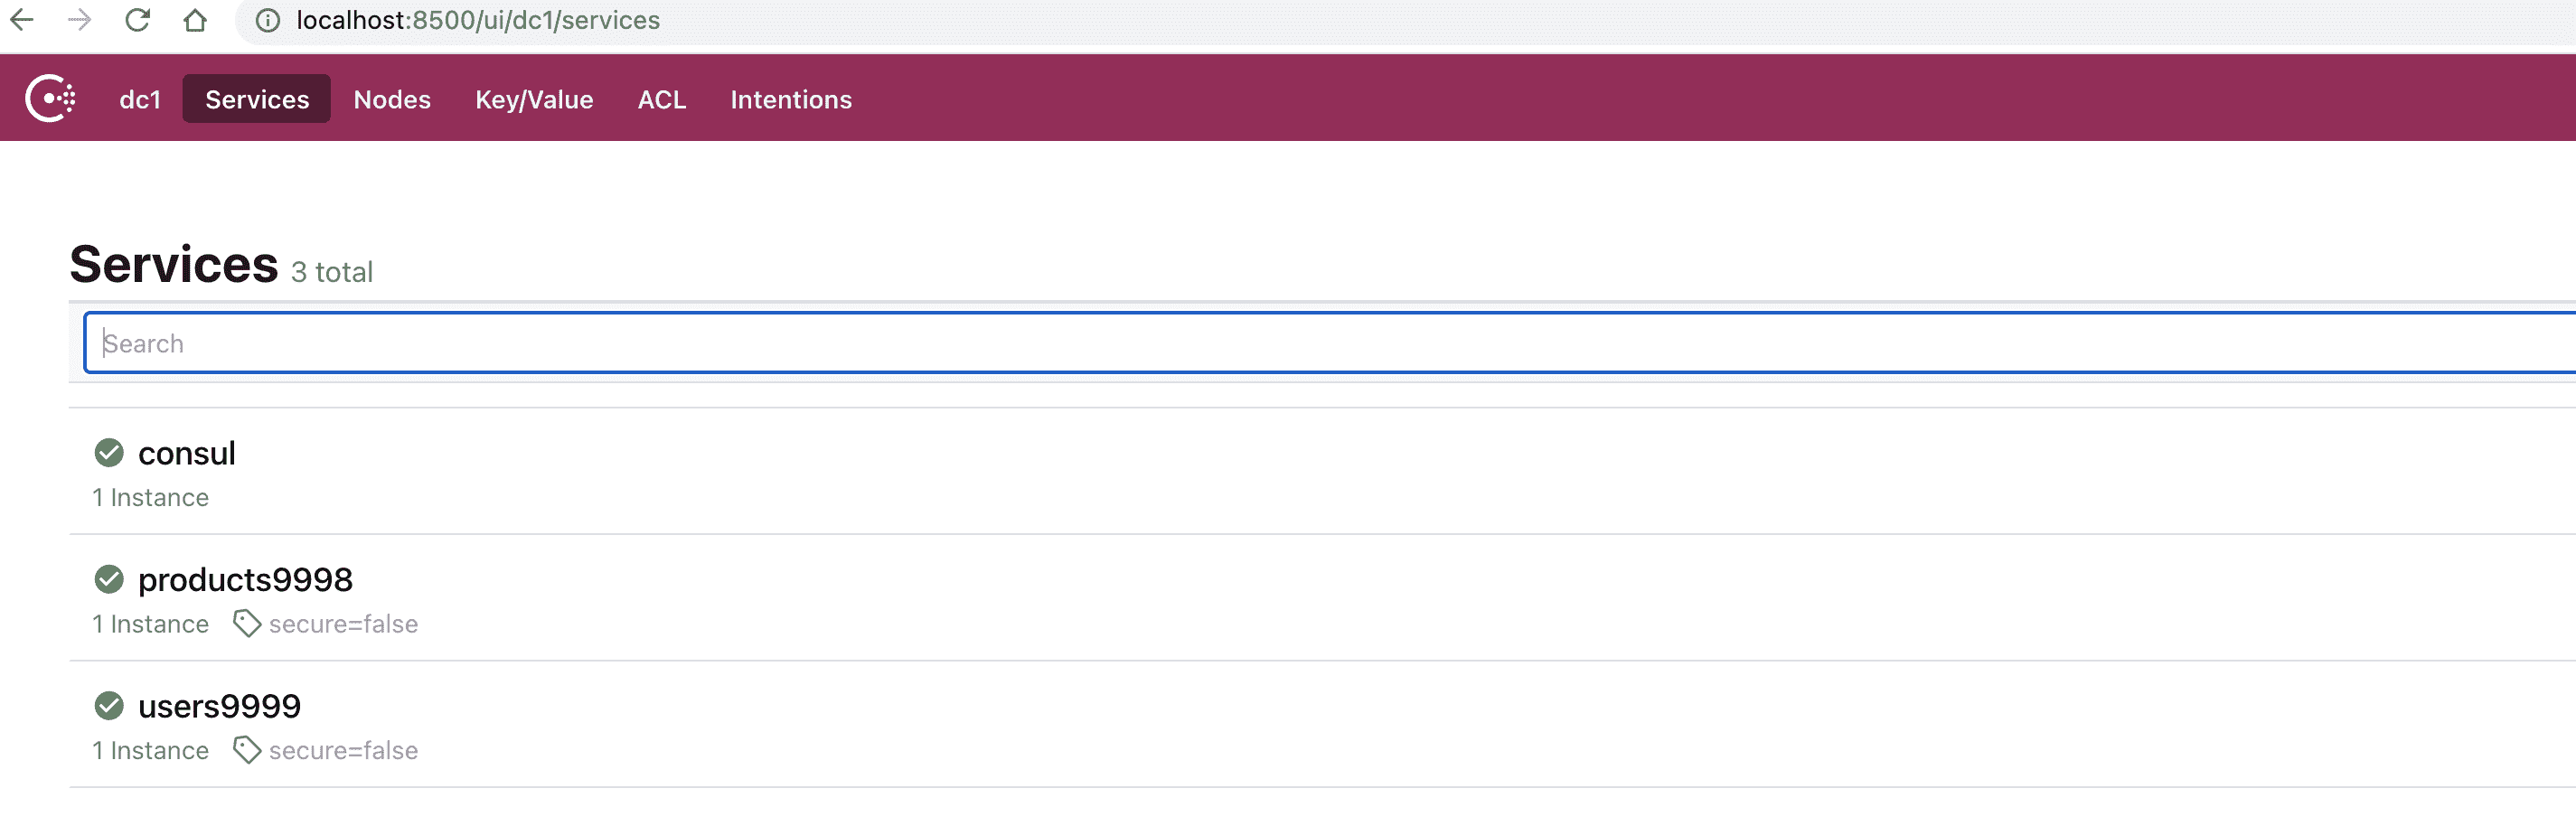 localhost:8500/ui/dc1/services
dc1 Services Nodes Key/Value ACL Intentions
Services 3 total
Search
consul
1 Instance
products9998
1 Instance secure=false
users9999
1 Instance secure=false